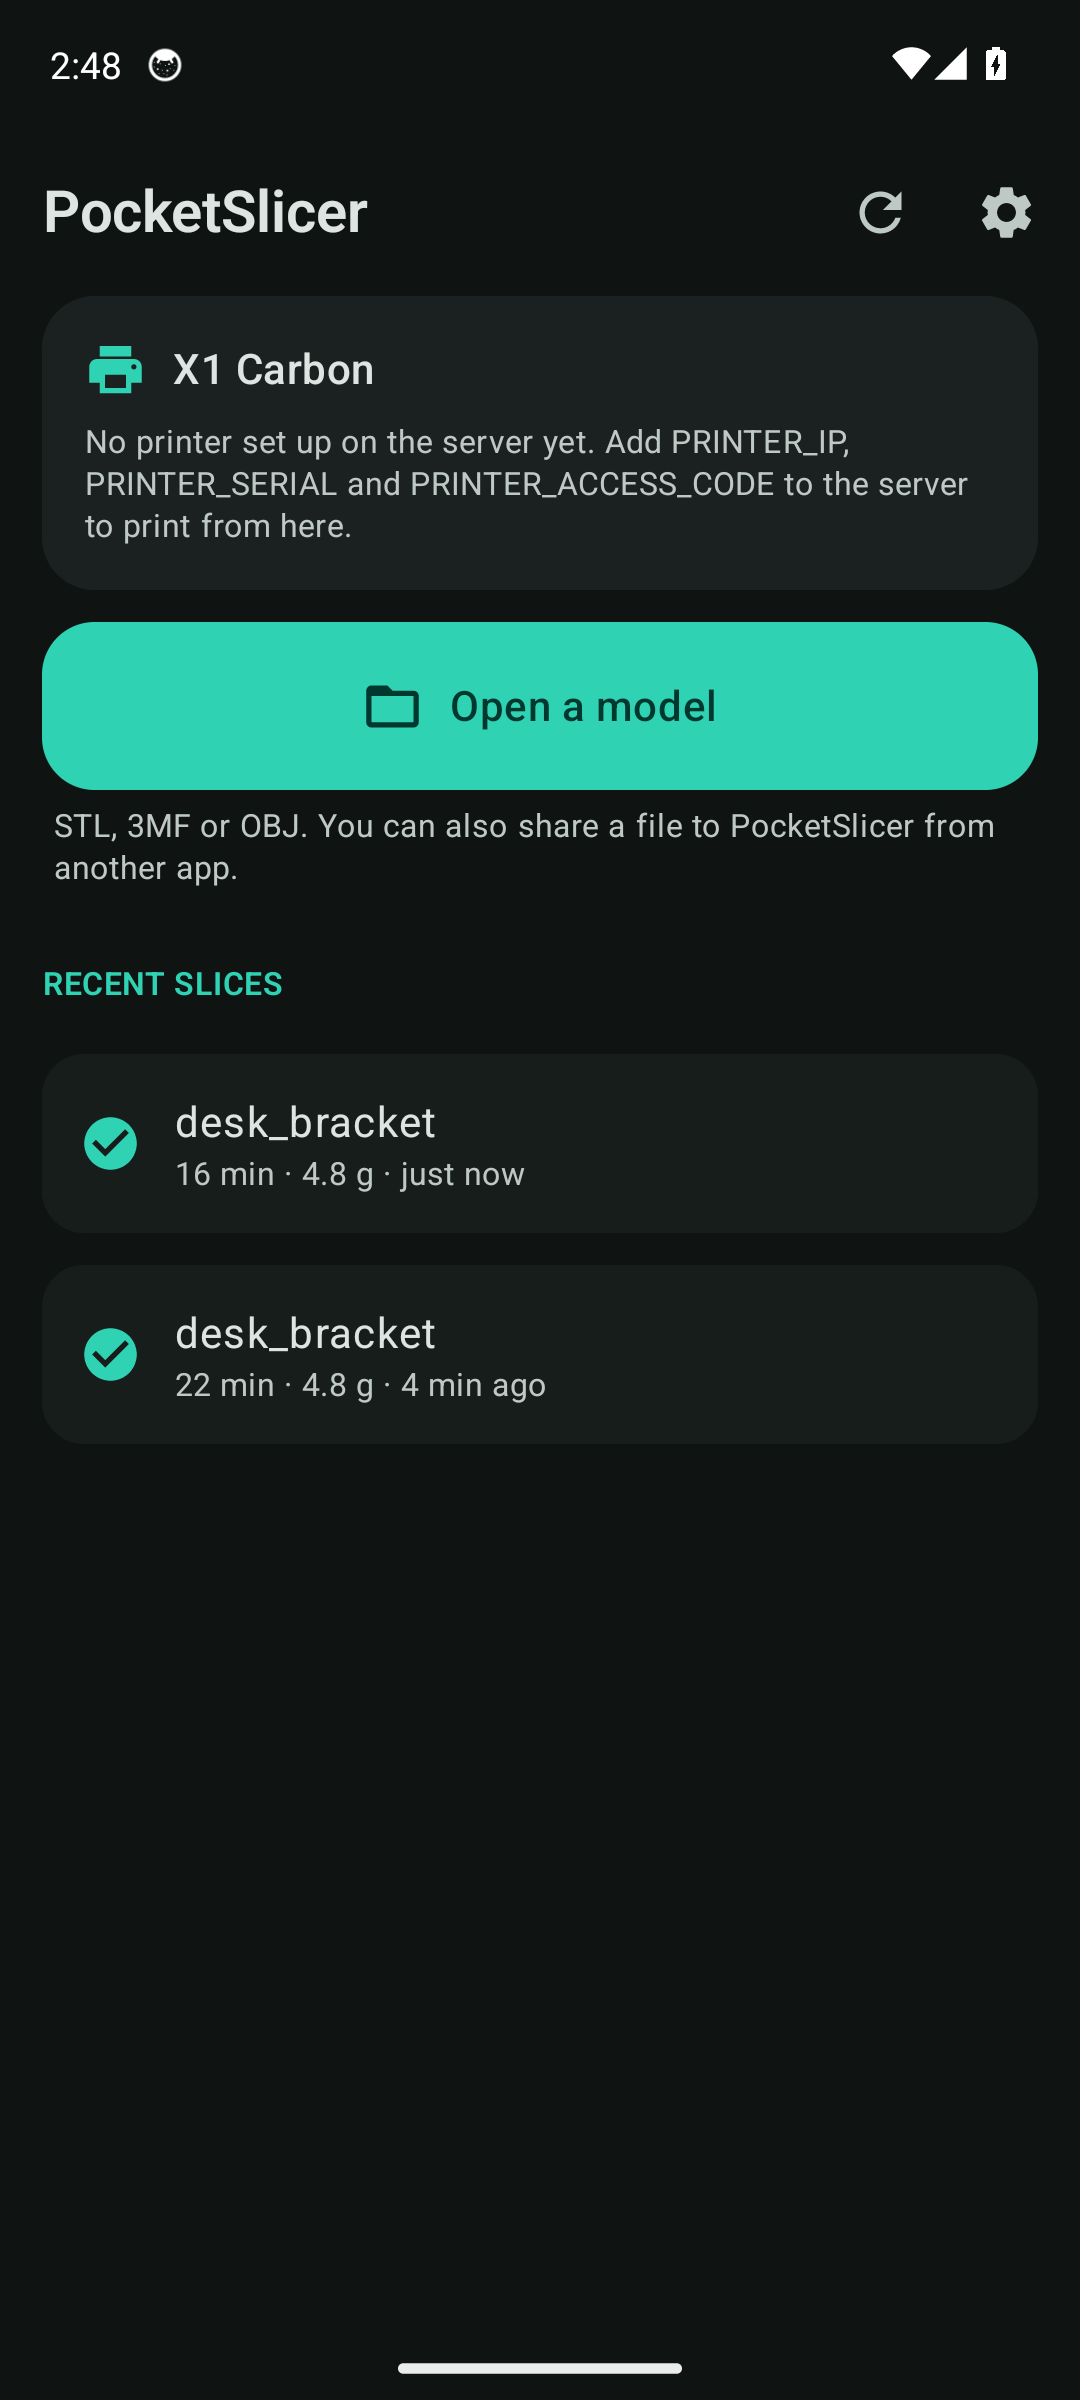 2:48
PocketSlicer
X1 Carbon
No printer set up on the server yet. Add PRINTER_IP,
PRINTER_SERIAL and PRINTER_ACCESS_CODE to the server
to print from here.
Open a model
STL, 3MF or OBJ. You can also share a file to PocketSlicer from
another app.
RECENT SLICES
desk_bracket
16 min · 4.8 g · just now
desk_bracket
22 min · 4.8 g · 4 min ago